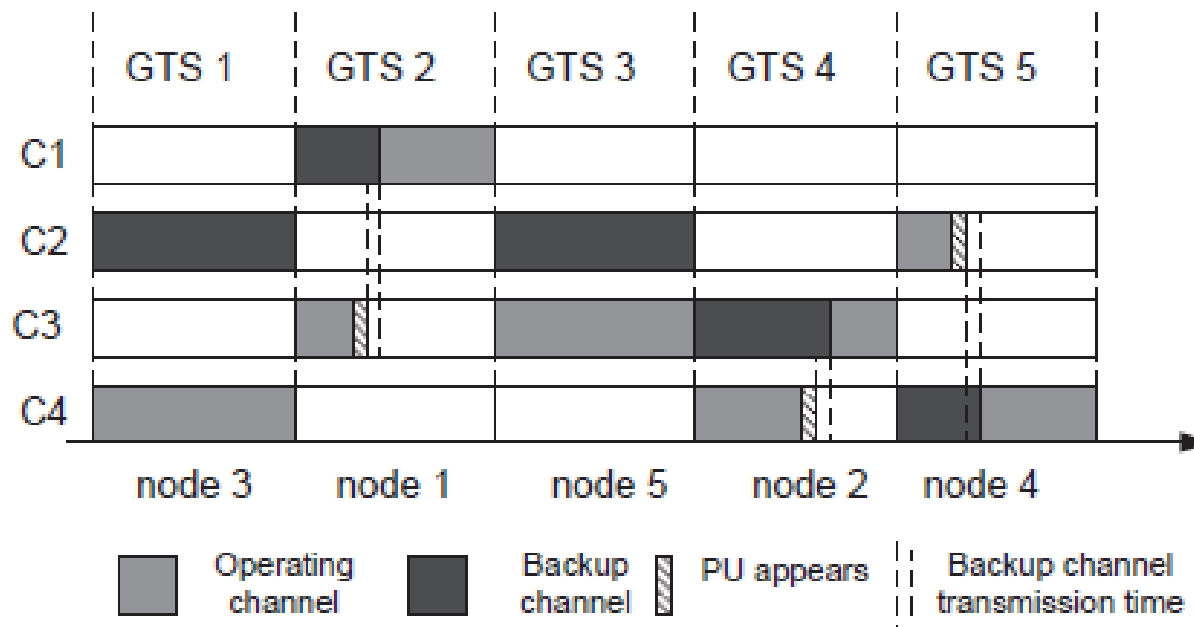 GTS 1 GTS 2 GTS 3 GTS 4 GTS 5
C1
C2
C3
C4
node 3 node 1 node 5 node 2 node 4
Operating channel
Backup channel
PU appears
Backup channel transmission time